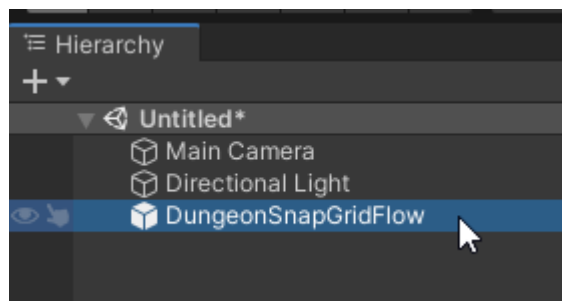 Hierarchy
Untitled*
Main Camera
Directional Light
DungeonSnapGridFlow